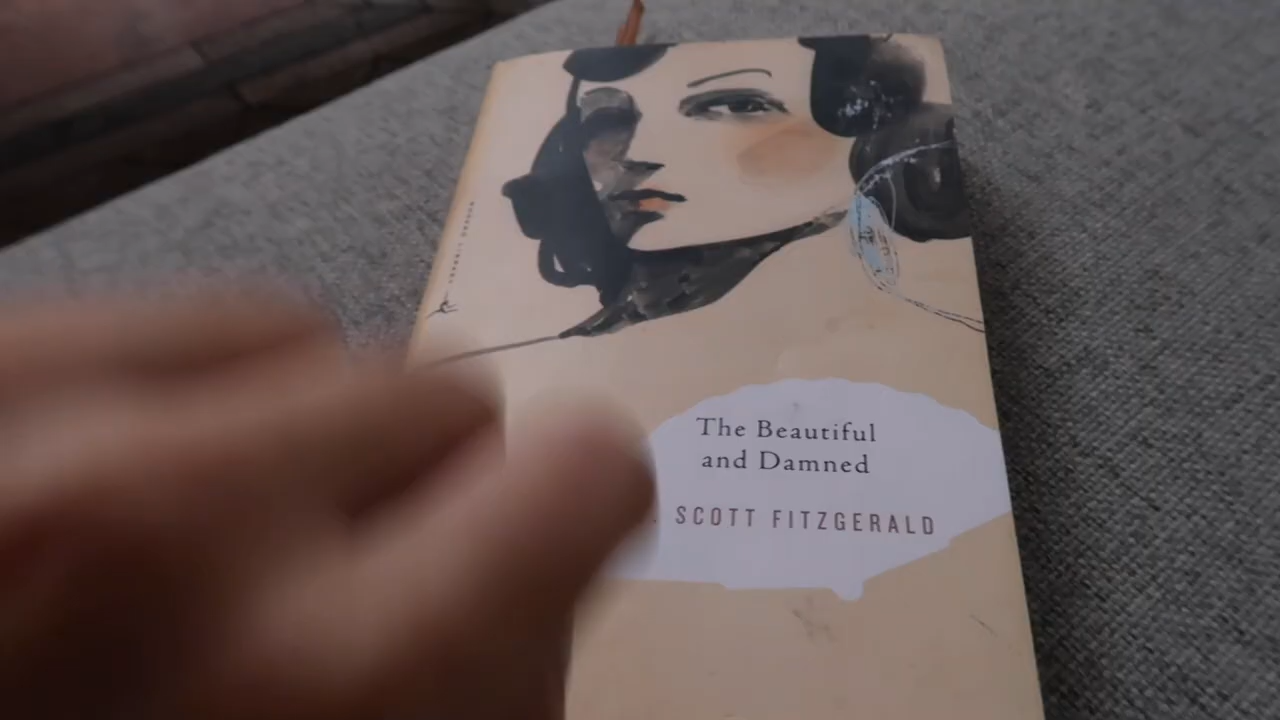 The Beautiful
and Damned
. SCOTT FITZGERALD